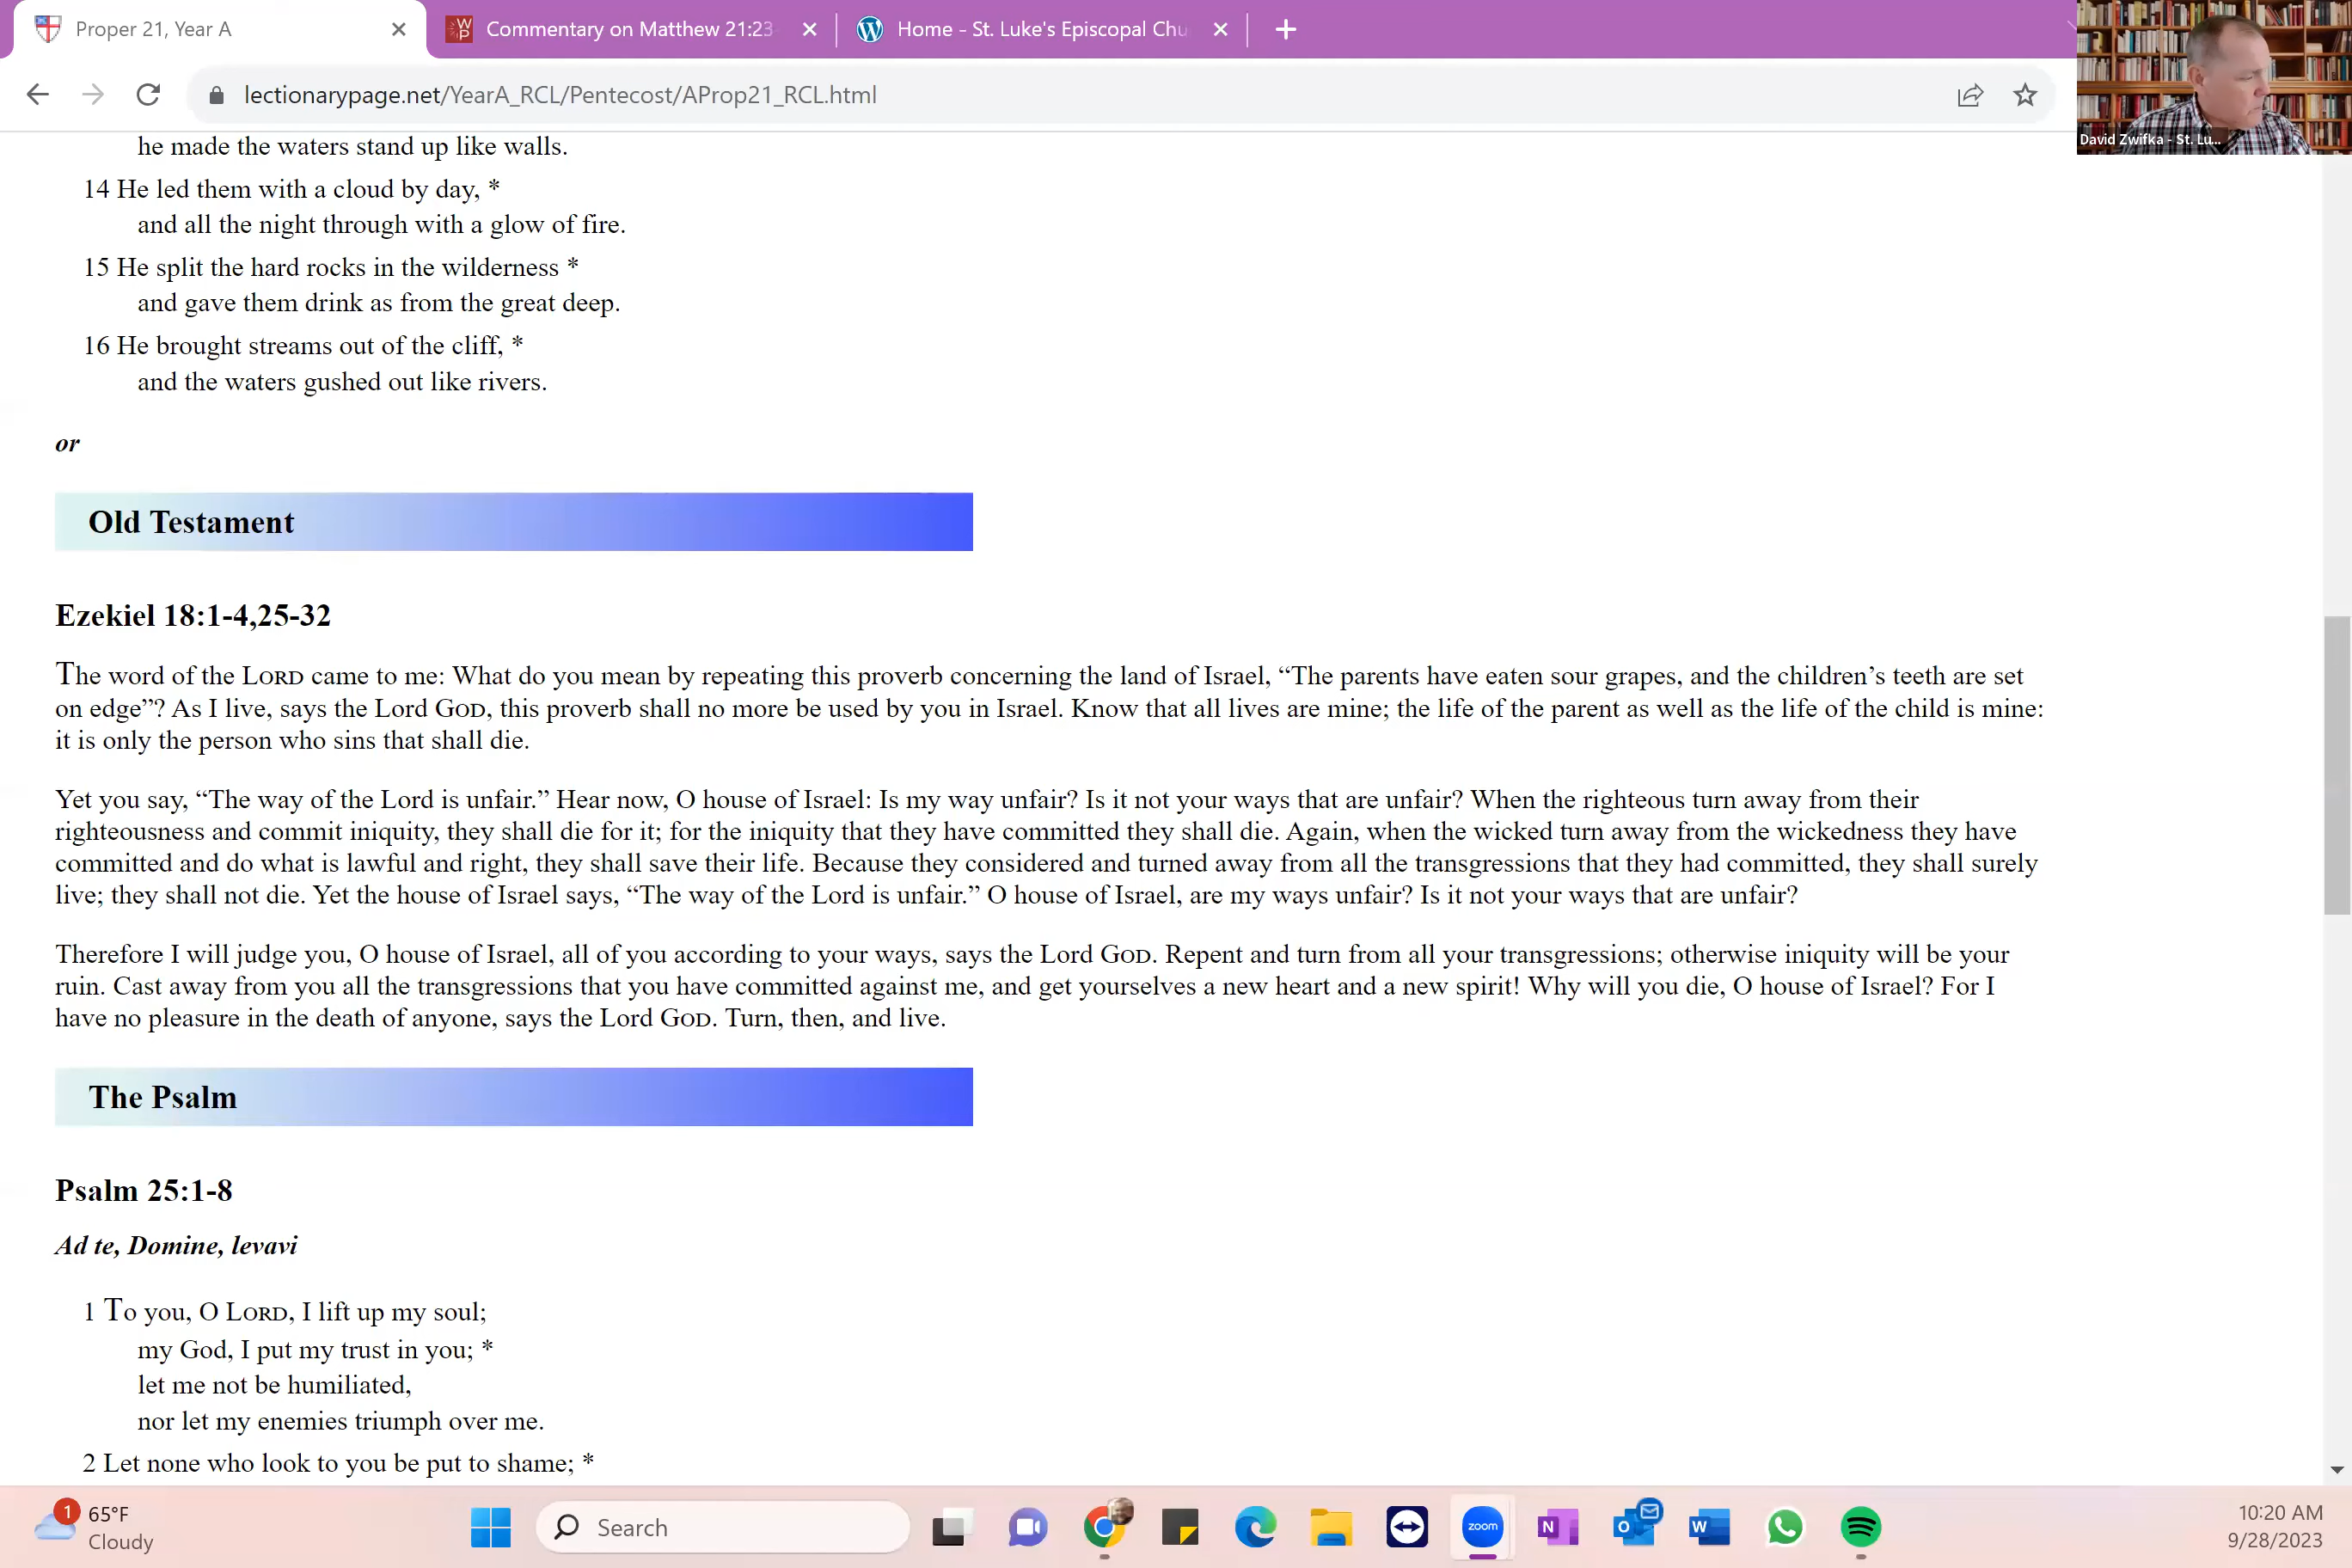 Proper 21, Year A
Commentary on Matthew 21:23
Home - St. Luke's Episcopal Chu
lectionarypage.net/YearA_RCL/Pentecost/AProp21_RCL.html
David Zwifka - St. Lu...
he made the waters stand up like walls.
14 He led them with a cloud by day, *
and all the night through with a glow of fire.
15 He split the hard rocks in the wilderness *
and gave them drink as from the great deep.
16 He brought streams out of the cliff, *
and the waters gushed out like rivers.
or
Old Testament
Ezekiel 18:1-4,25-32
The word of the LORD came to me: What do you mean by repeating this proverb concerning the land of Israel, “The parents have eaten sour grapes, and the children’s teeth are set
on edge”? As I live, says the Lord GOD, this proverb shall no more be used by you in Israel. Know that all lives are mine; the life of the parent as well as the life of the child is mine:
it is only the person who sins that shall die.
Yet you say, “The way of the Lord is unfair.” Hear now, O house of Israel: Is my way unfair? Is it not your ways that are unfair? When the righteous turn away from their
righteousness and commit iniquity, they shall die for it; for the iniquity that they have committed they shall die. Again, when the wicked turn away from the wickedness they have
committed and do what is lawful and right, they shall save their life. Because they considered and turned away from all the transgressions that they had committed, they shall surely
live; they shall not die. Yet the house of Israel says, “The way of the Lord is unfair.” O house of Israel, are my ways unfair? Is it not your ways that are unfair?
Therefore I will judge you, O house of Israel, all of you according to your ways, says the Lord GOD. Repent and turn from all your transgressions; otherwise iniquity will be your
ruin. Cast away from you all the transgressions that you have committed against me, and get yourselves a new heart and a new spirit! Why will you die, O house of Israel? For I
have no pleasure in the death of anyone, says the Lord GOD. Turn, then, and live.
The Psalm
Psalm 25:1-8
Ad te, Domine, levavi
1 To you, O LORD, I lift up my soul;
my God, I put my trust in you; *
let me not be humiliated,
nor let my enemies triumph over me.
2 Let none who look to you be put to shame; *
1
65°F
Cloudy
Search
zoom
10:20 AM
9/28/2023